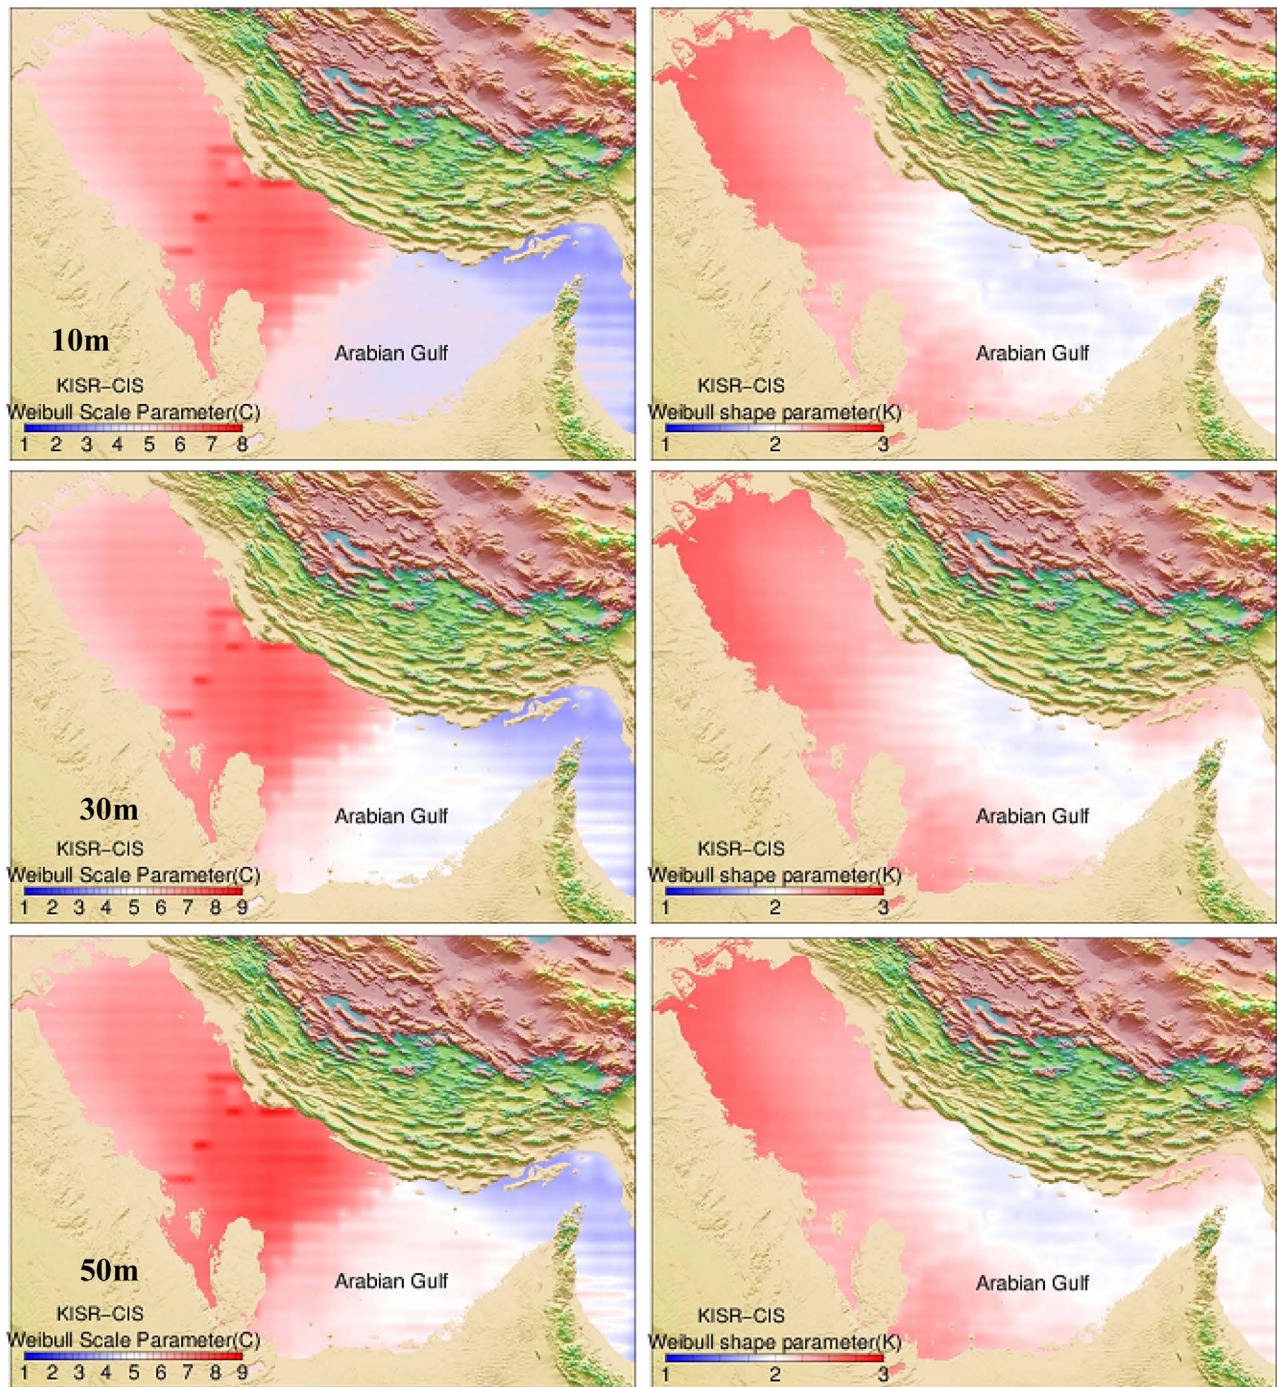 10m
Arabian Gulf
KISR-CIS
Weibull Scale Parameter(C)
1 2 3 4 5 6 7 8
Arabian Gulf
KISR-CIS
Weibull shape parameter(K)
1 2 3
30m
Arabian Gulf
KISR-CIS
Weibull Scale Parameter(C)
1 2 3 4 5 6 7 8 9
Arabian Gulf
KISR-CIS
Weibull shape parameter(K)
1 2 3
50m
Arabian Gulf
KISR-CIS
Weibull Scale Parameter(C)
1 2 3 4 5 6 7 8 9
Arabian Gulf
KISR-CIS
Weibull shape parameter(K)
1 2 3